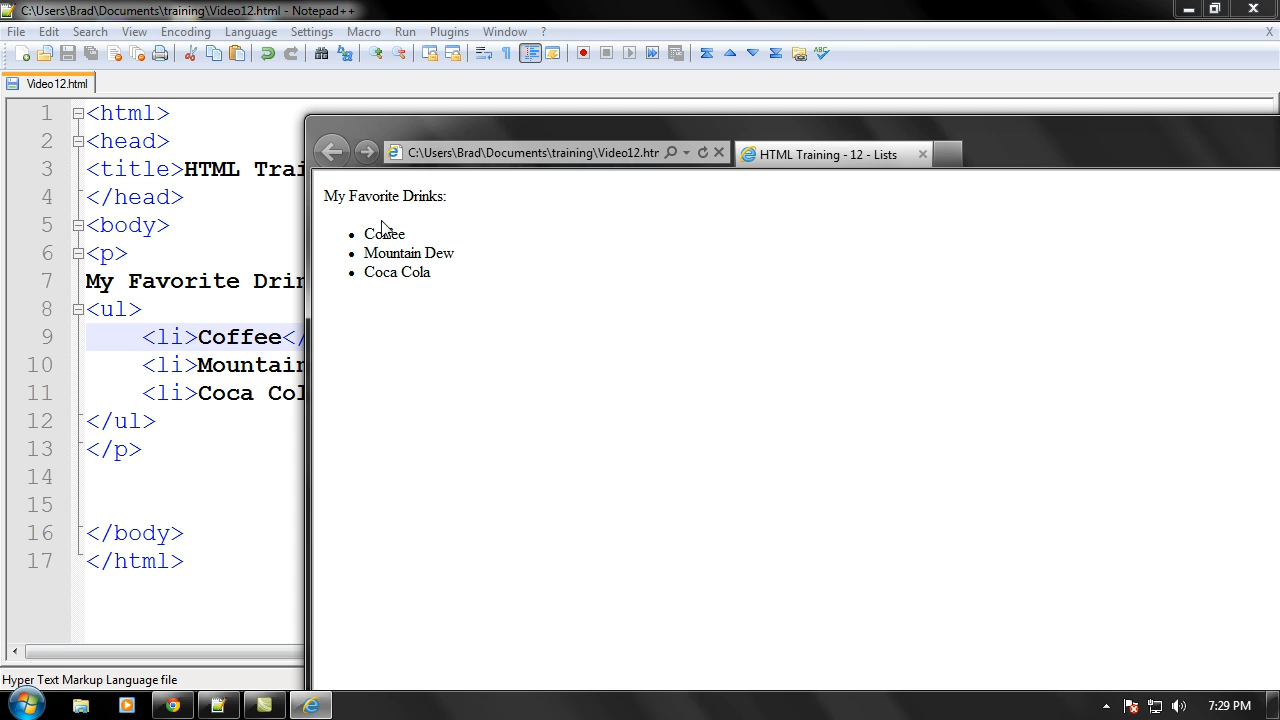 C:\Users\Brad\Documents\training\Video12.html - Notepad++
File Edit Search View Encoding Language Settings Macro Run Plugins Window ? X
Video12.html
1 <html>
2 <head>
3 <title>HTML Trai
4 </head>
5 <body>
6 <p>
7 My Favorite Drin
8 <ul>
9 <li>Coffee</
10 <li>Mountain
11 <li>Coca Col
12 </ul>
13 </p>
14
15
16 </body>
17 </html>
C:\Users\Brad\Documents\training\Video12.htr
HTML Training - 12 - Lists
My Favorite Drinks:
• Coffee
• Mountain Dew
• Coca Cola
Hyper Text Markup Language file
7:29 PM